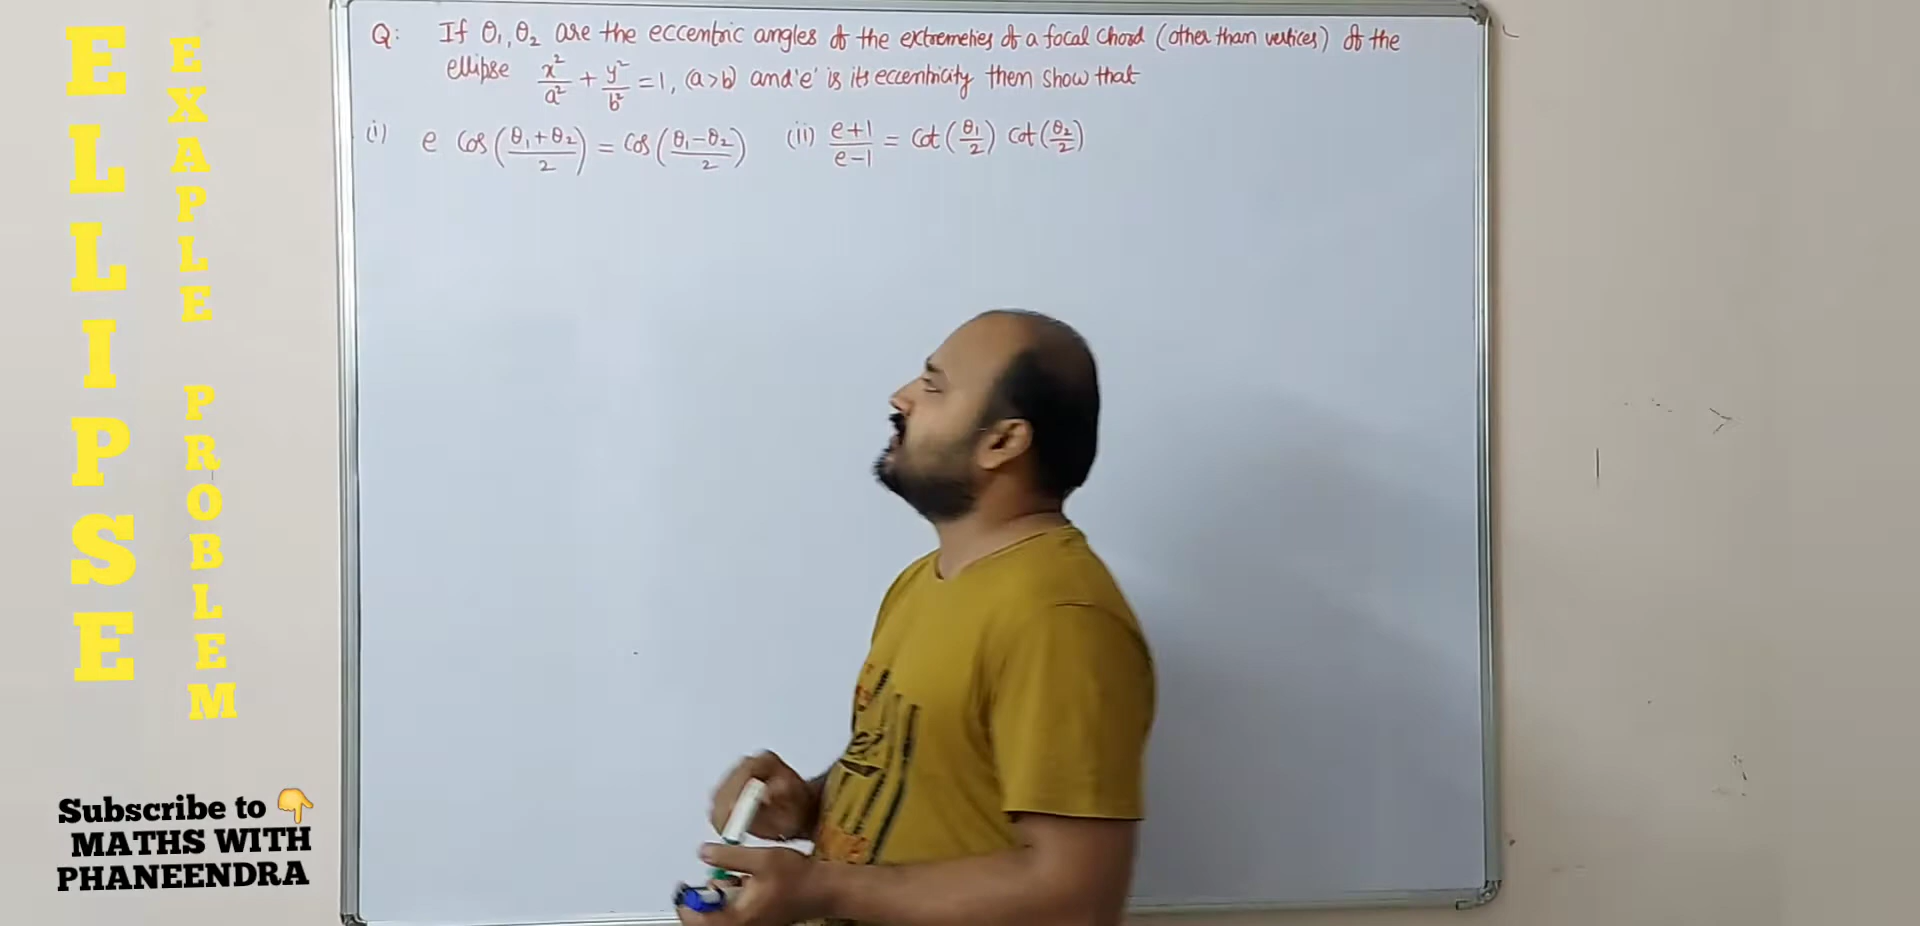 Q: If θ₁, θ₂ are the eccentric angles of the extremeties of a focal chord (other than vertices) of the
ellipse x²/a² + y²/b² = 1, (a>b) and 'e' is its eccentricity them show that
(i) e cos((θ₁+θ₂)/2) = cos((θ₁-θ₂)/2) (ii) (e+1)/(e-1) = cot(θ₁/2) cot(θ₂/2)
ELLIPSE
EXAPLE PROBLEM
Subscribe to 👇
MATHS WITH
PHANEENDRA